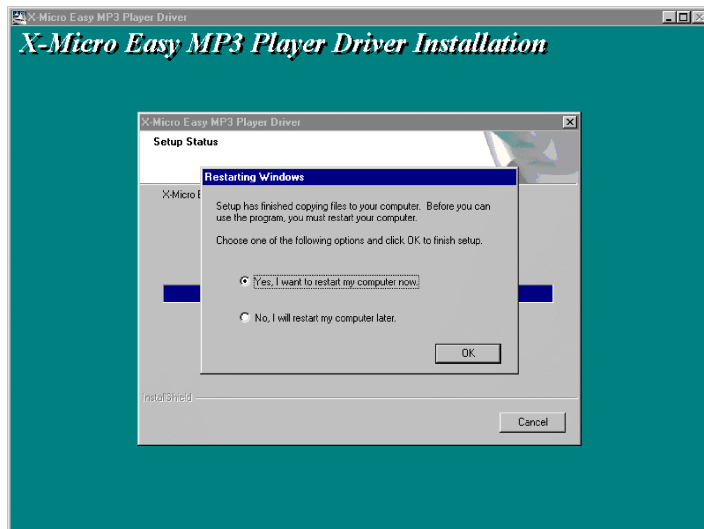 X-Micro Easy MP3 Player Driver
X-Micro Easy MP3 Player Driver Installation
X-Micro Easy MP3 Player Driver
Setup Status
X-Micro E
Restarting Windows
Setup has finished copying files to your computer.  Before you can
use the program, you must restart your computer.
Choose one of the following options and click OK to finish setup.
Yes, I want to restart my computer now.
No, I will restart my computer later.
OK
InstallShield
Cancel